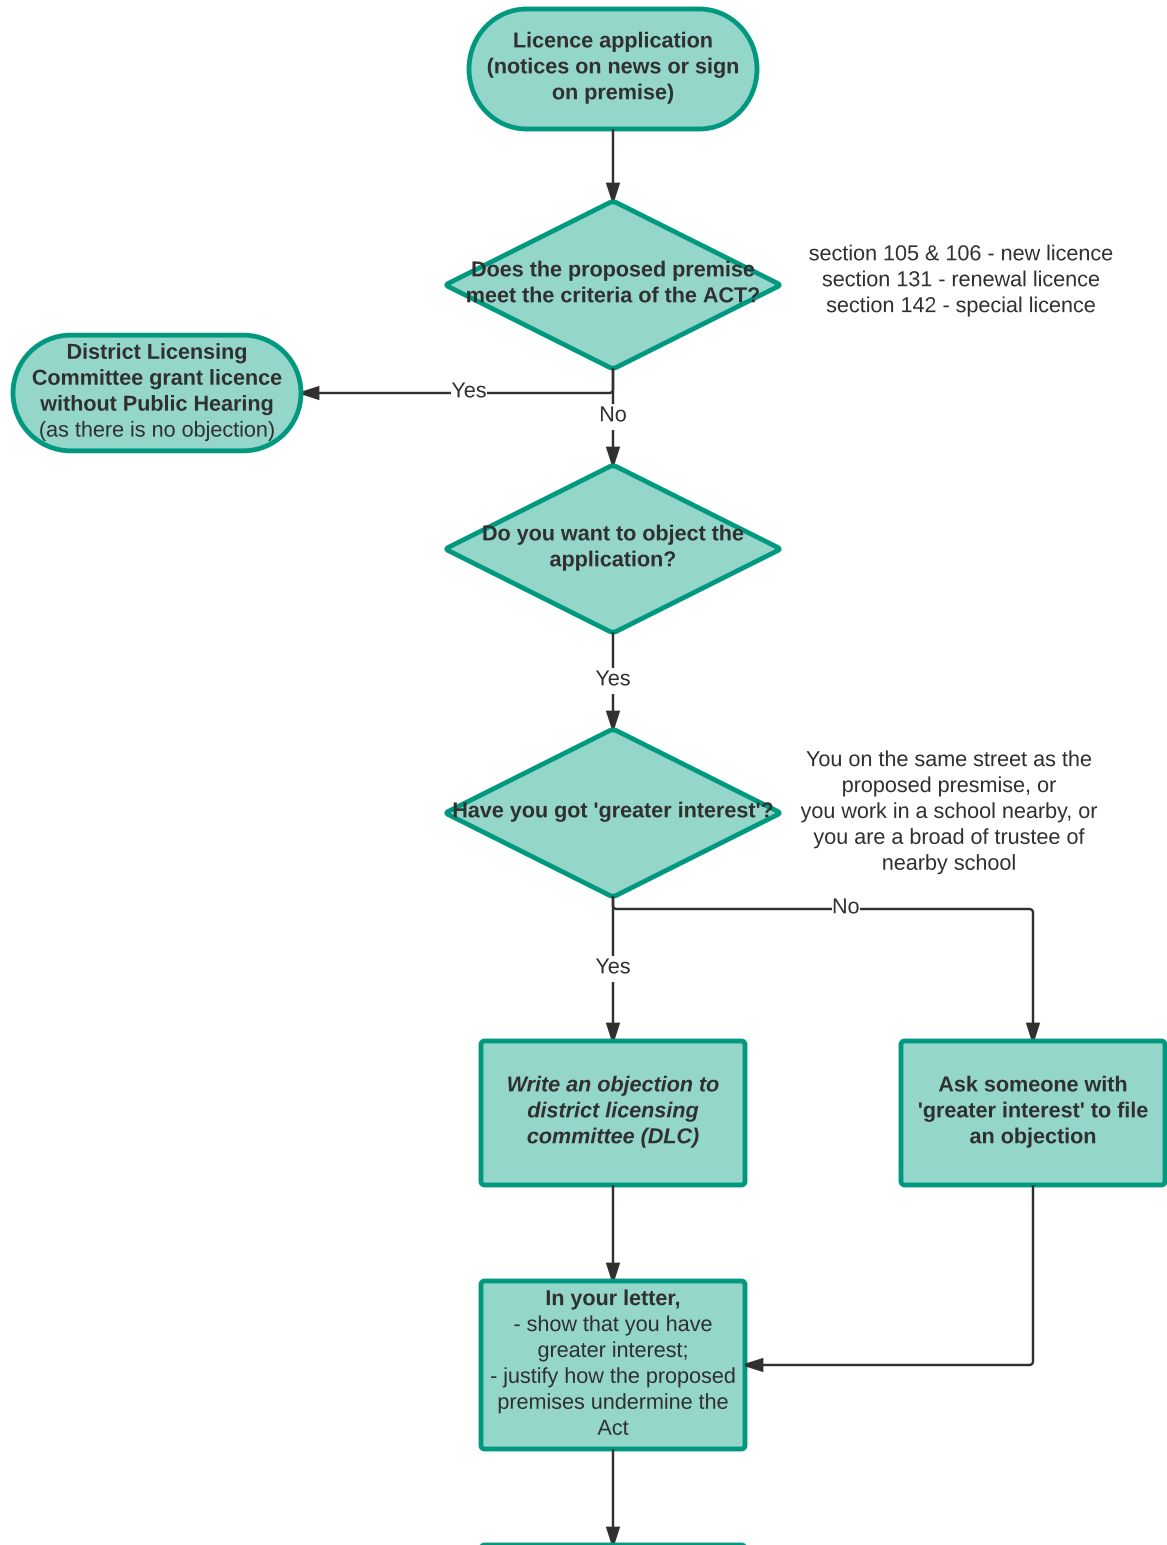 Licence application
(notices on news or sign
on premise)
Does the proposed premise
meet the criteria of the ACT?
section 105 & 106 - new licence
section 131 - renewal licence
section 142 - special licence
District Licensing
Committee grant licence
without Public Hearing
(as there is no objection)
Yes
No
Do you want to object the
application?
Yes
Have you got 'greater interest'?
You on the same street as the
proposed presmise, or
you work in a school nearby, or
you are a broad of trustee of
nearby school
No
Yes
Write an objection to
district licensing
committee (DLC)
Ask someone with
'greater interest' to file
an objection
In your letter,
- show that you have
greater interest;
- justify how the proposed
premises undermine the
Act